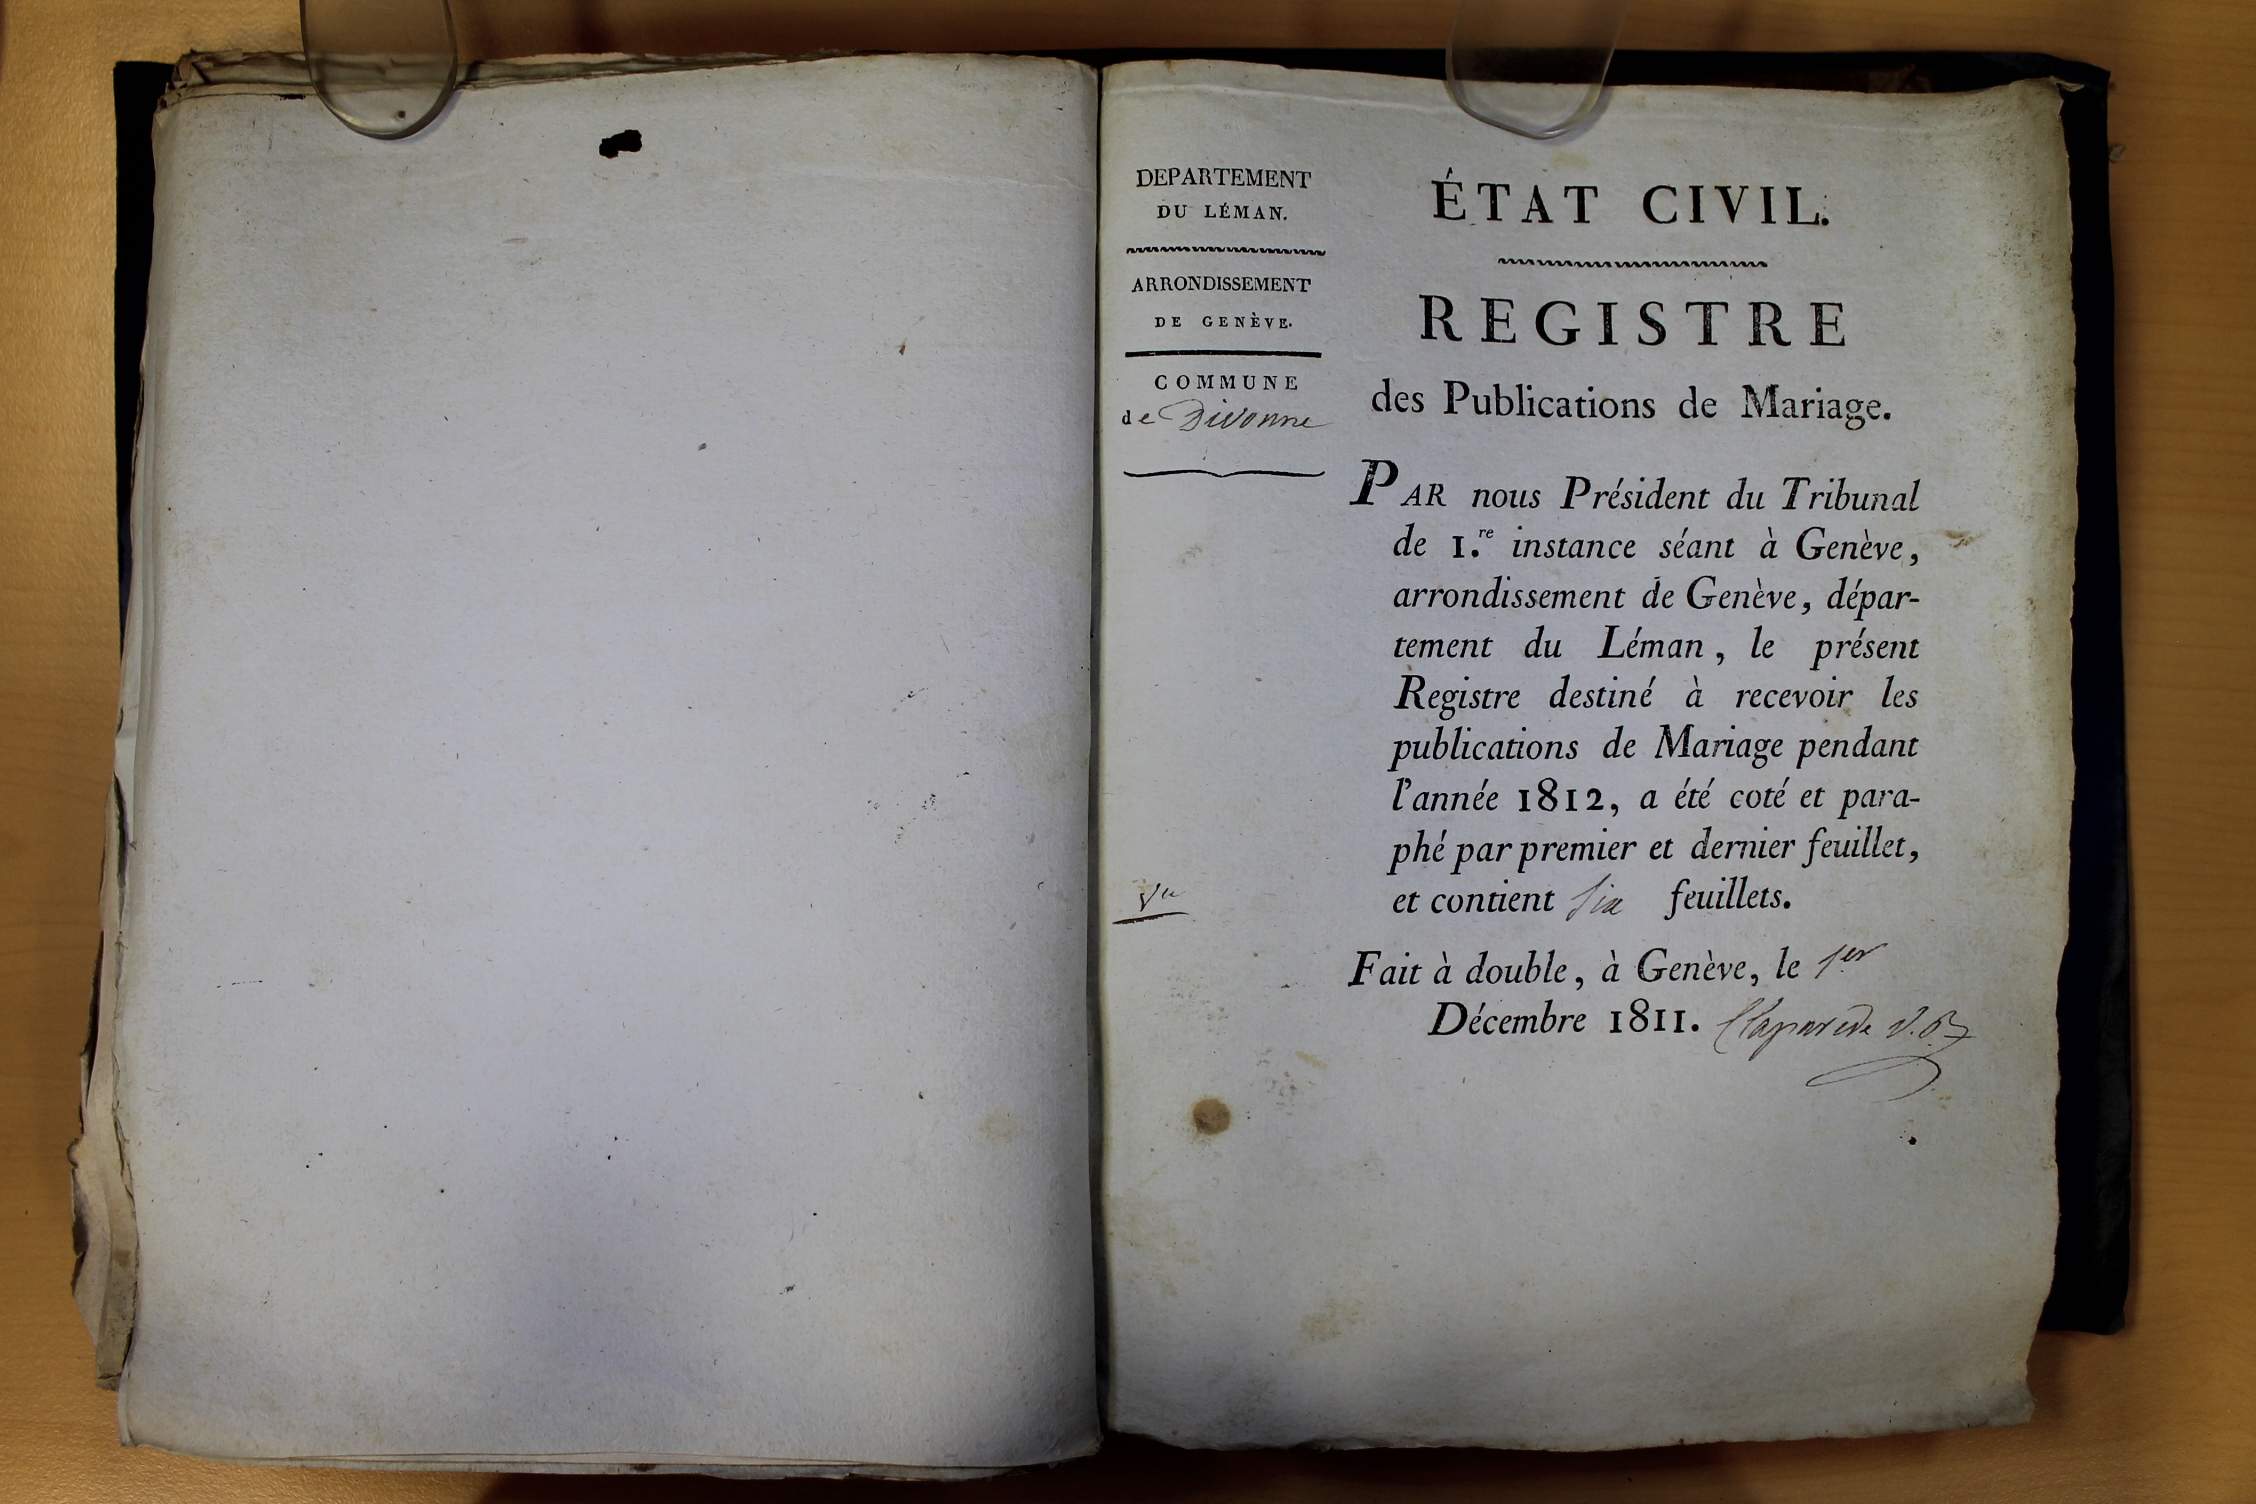 DEPARTEMENT
DU LÉMAN.
ARRONDISSEMENT
DE GENÈVE.
COMMUNE
de Divonne
ÉTAT CIVIL.
REGISTRE
des Publications de Mariage.
PAR nous Président du Tribunal
de 1.re instance séant à Genève,
arrondissement de Genève, dépar-
tement du Léman, le présent
Registre destiné à recevoir les
publications de Mariage pendant
l'année 1812, a été coté et para-
phé par premier et dernier feuillet,
et contient six feuillets.
Fait à double, à Genève, le 1er
Décembre 1811. Claparède V. P.